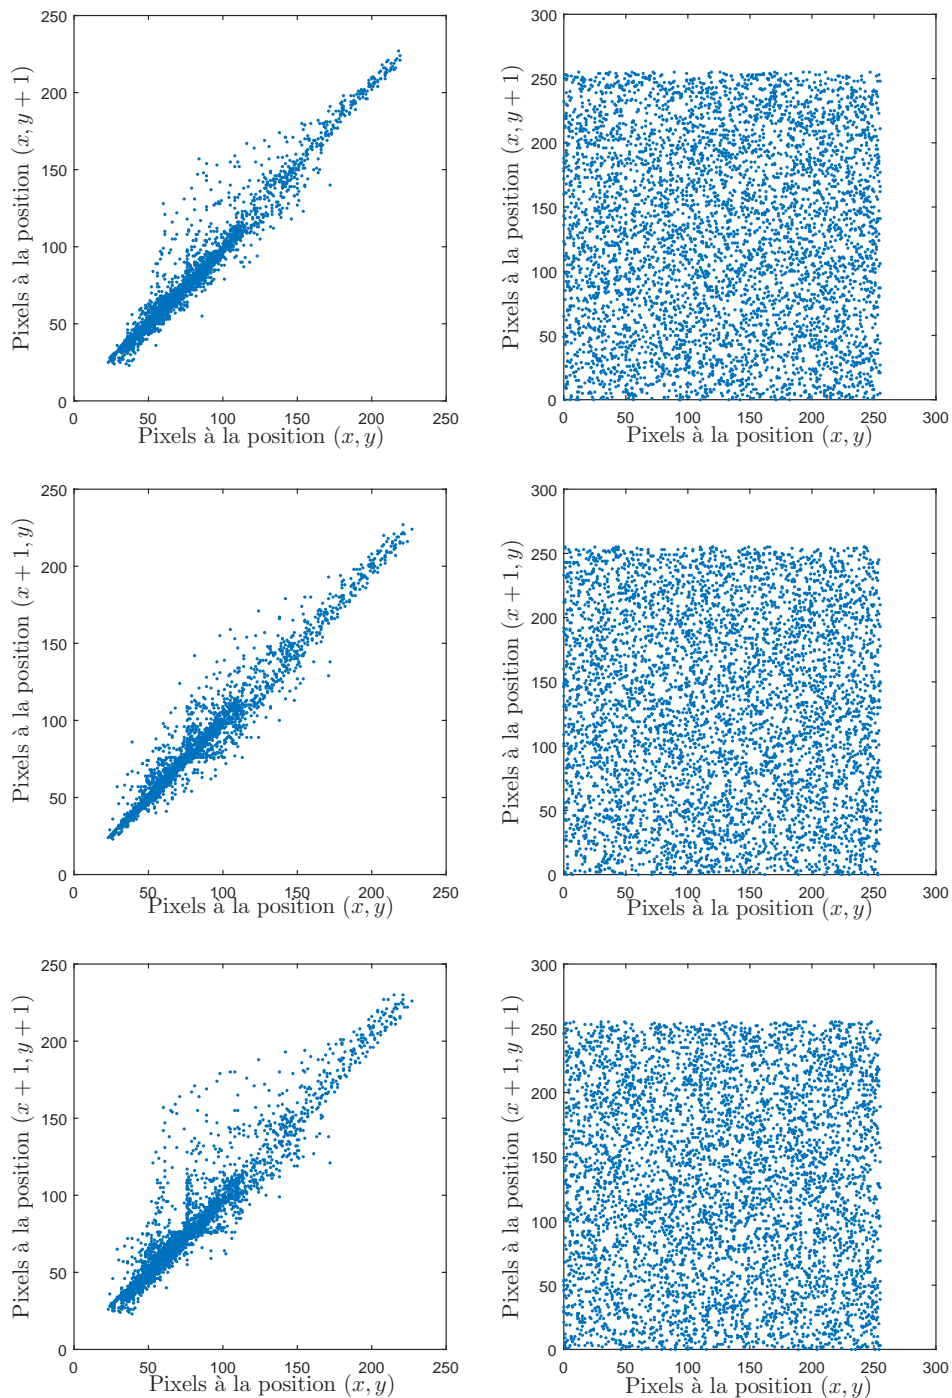 250
200
150
100
50
0
0 50 100 150 200 250
Pixels à la position (x, y)
Pixels à la position (x, y + 1)
300
250
200
150
100
50
0
0 50 100 150 200 250 300
Pixels à la position (x, y)
Pixels à la position (x, y + 1)
250
200
150
100
50
0
0 50 100 150 200 250
Pixels à la position (x, y)
Pixels à la position (x + 1, y)
300
250
200
150
100
50
0
0 50 100 150 200 250 300
Pixels à la position (x, y)
Pixels à la position (x + 1, y)
250
200
150
100
50
0
0 50 100 150 200 250
Pixels à la position (x, y)
Pixels à la position (x + 1, y + 1)
300
250
200
150
100
50
0
0 50 100 150 200 250 300
Pixels à la position (x, y)
Pixels à la position (x + 1, y + 1)